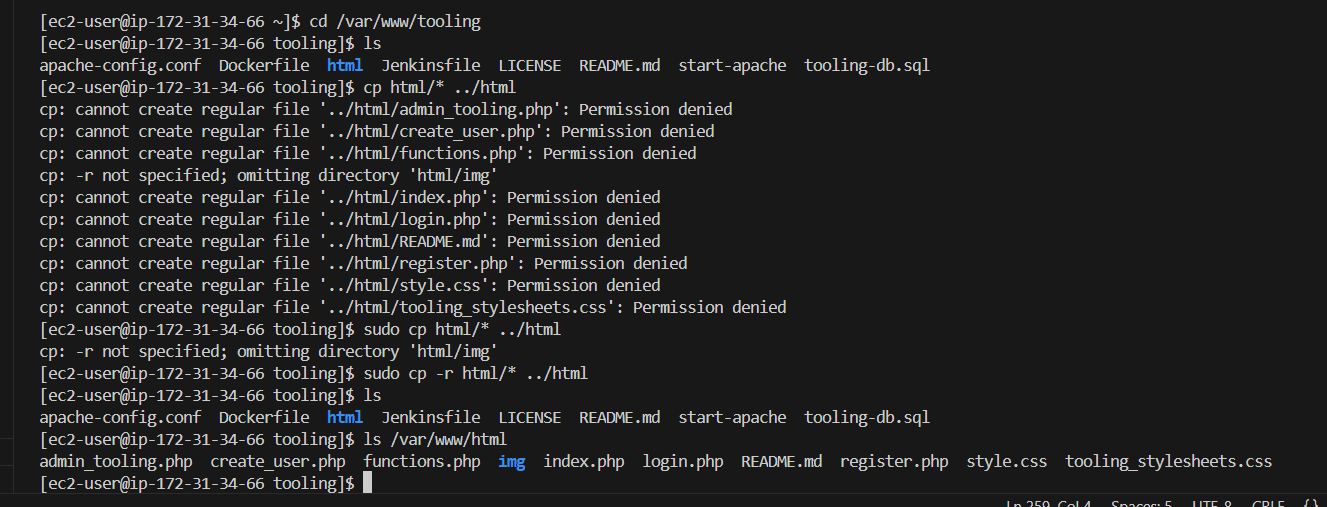 [ec2-user@ip-172-31-34-66 ~]$ cd /var/www/tooling
[ec2-user@ip-172-31-34-66 tooling]$ ls
apache-config.conf  Dockerfile  html  Jenkinsfile  LICENSE  README.md  start-apache  tooling-db.sql
[ec2-user@ip-172-31-34-66 tooling]$ cp html/* ../html
cp: cannot create regular file '../html/admin_tooling.php': Permission denied
cp: cannot create regular file '../html/create_user.php': Permission denied
cp: cannot create regular file '../html/functions.php': Permission denied
cp: -r not specified; omitting directory 'html/img'
cp: cannot create regular file '../html/index.php': Permission denied
cp: cannot create regular file '../html/login.php': Permission denied
cp: cannot create regular file '../html/README.md': Permission denied
cp: cannot create regular file '../html/register.php': Permission denied
cp: cannot create regular file '../html/style.css': Permission denied
cp: cannot create regular file '../html/tooling_stylesheets.css': Permission denied
[ec2-user@ip-172-31-34-66 tooling]$ sudo cp html/* ../html
cp: -r not specified; omitting directory 'html/img'
[ec2-user@ip-172-31-34-66 tooling]$ sudo cp -r html/* ../html
[ec2-user@ip-172-31-34-66 tooling]$ ls
apache-config.conf  Dockerfile  html  Jenkinsfile  LICENSE  README.md  start-apache  tooling-db.sql
[ec2-user@ip-172-31-34-66 tooling]$ ls /var/www/html
admin_tooling.php  create_user.php  functions.php  img  index.php  login.php  README.md  register.php  style.css  tooling_stylesheets.css
[ec2-user@ip-172-31-34-66 tooling]$
Ln 259, Col 4  Spaces: 5  UTF-8  CRLF  {}